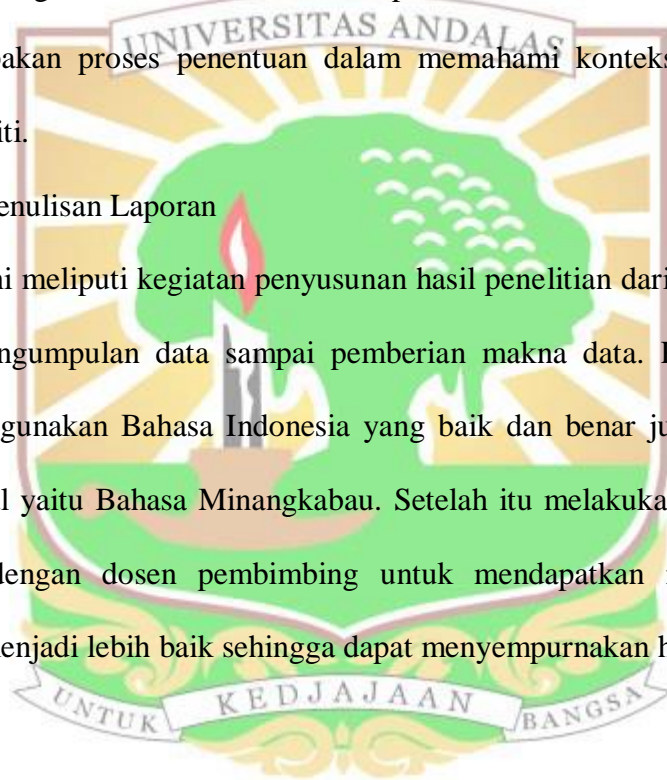 UNIVERSITAS ANDALAS
bakan proses penentuan dalam memahami konteks
iti.
enulisan Laporan
ni meliputi kegiatan penyusunan hasil penelitian dari
ngumpulan data sampai pemberian makna data.
gunakan Bahasa Indonesia yang baik dan benar ju
l yaitu Bahasa Minangkabau. Setelah itu melakuka
dengan dosen pembimbing untuk mendapatkan
enjadi lebih baik sehingga dapat menyempurnakan h
UNTUK KEDJAJAAN BANGSA